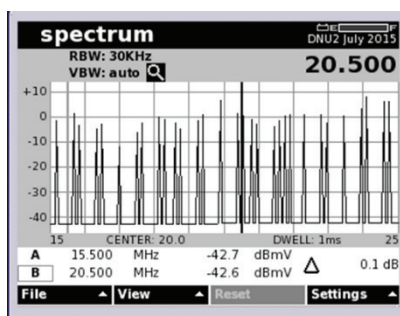 spectrum
E F
DNU2 July 2015
RBW: 30KHz
VBW: auto
20.500
+10
0
-10
-20
-30
-40
15 CENTER: 20.0 DWELL: 1ms 25
A 15.500 MHz -42.7 dBmV
B 20.500 MHz -42.6 dBmV Δ 0.1 dB
File View Reset Settings